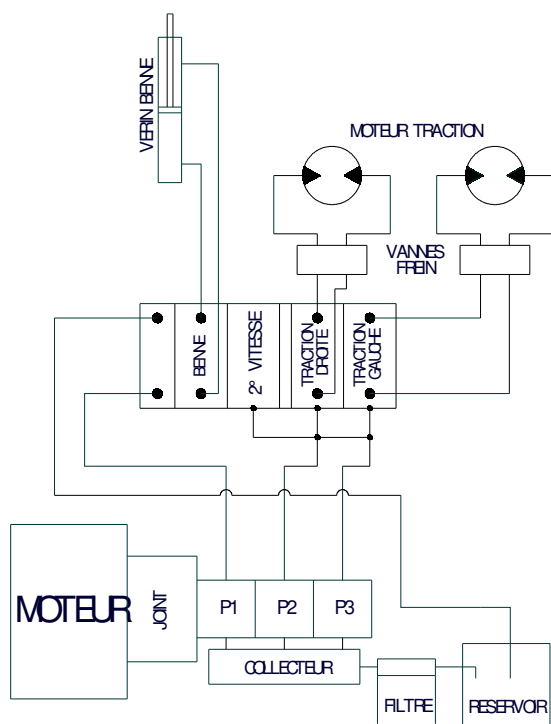 VERIN BENNE
MOTEUR TRACTION
VANNES
FREIN
BENNE
2° VITESSE
TRACTION
DROITE
TRACTION
GAUCHE
MOTEUR
JOINT
P1
P2
P3
COLLECTEUR
FILTRE
RESERVOIR